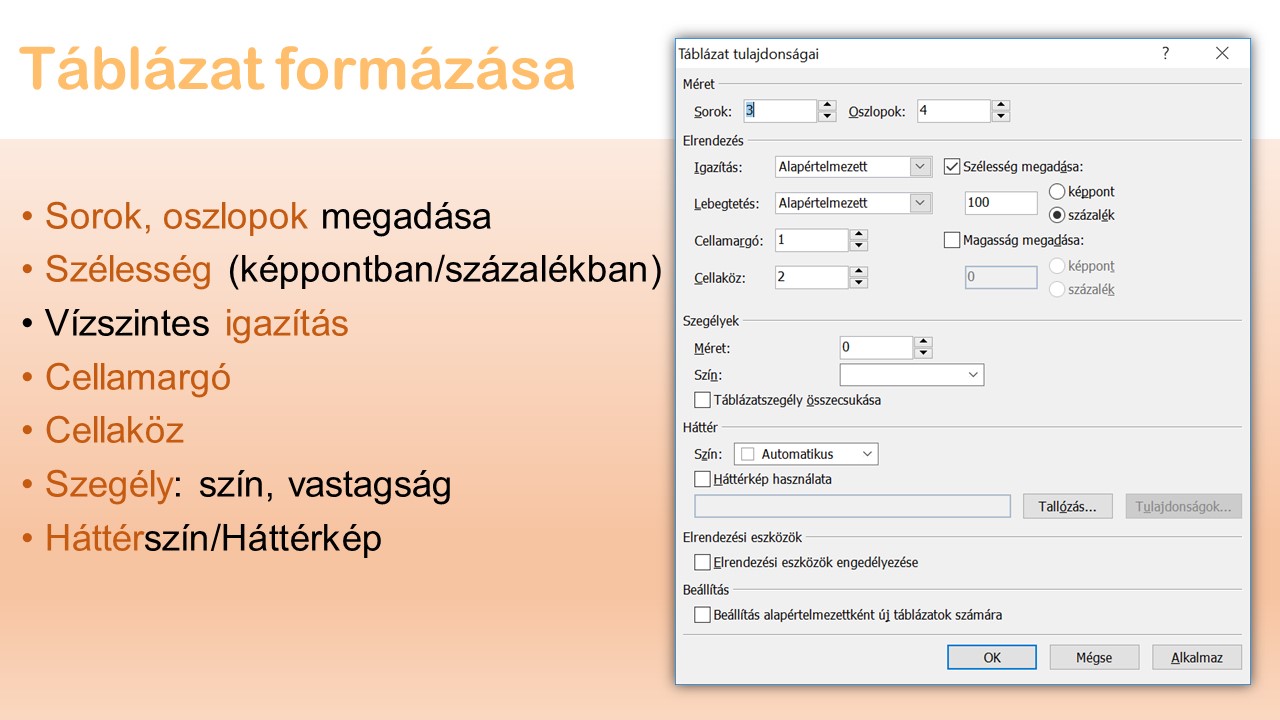 Táblázat formázása
• Sorok, oszlopok megadása
• Szélesség (képpontban/százalékban)
• Vízszintes igazítás
• Cellamargó
• Cellaköz
• Szegély: szín, vastagság
• Háttérszín/Háttérkép
Táblázat tulajdonságai ?
Méret
Sorok: 3 Oszlopok: 4
Elrendezés
Igazítás: Alapértelmezett Szélesség megadása:
képpont
Lebegtetés: Alapértelmezett 100
százalék
Cellamargó: 1 Magasság megadása:
képpont
Cellaköz: 2 0
százalék
Szegélyek
Méret: 0
Szín:
Táblázatszegély összecsukása
Háttér
Szín: Automatikus
Háttérkép használata
Tallózás... Tulajdonságok...
Elrendezési eszközök
Elrendezési eszközök engedélyezése
Beállítás
Beállítás alapértelmezettként új táblázatok számára
OK Mégse Alkalmaz